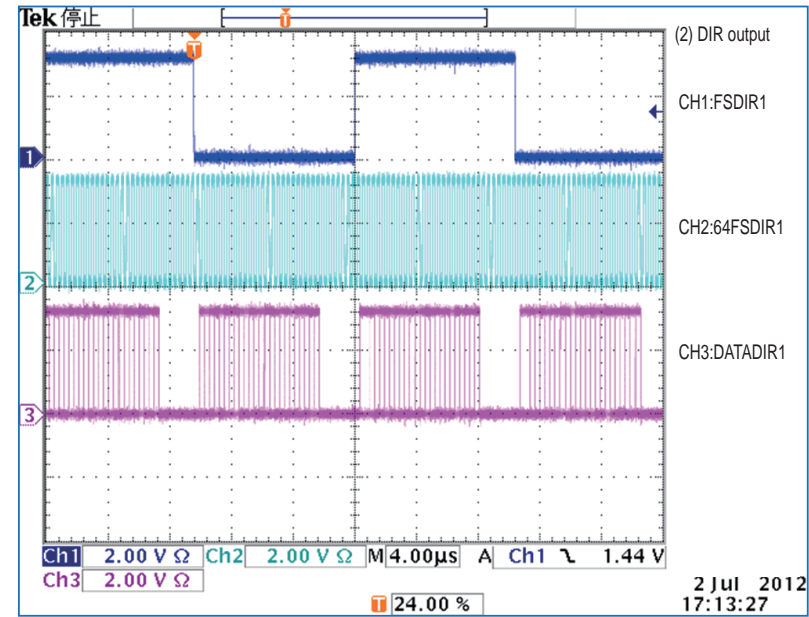 Tek 停止
T
T
(2) DIR output
CH1:FSDIR1
1
CH2:64FSDIR1
2
CH3:DATADIR1
3
Ch1 2.00 V Ω Ch2 2.00 V Ω M 4.00μs A Ch1 1.44 V
Ch3 2.00 V Ω
T 24.00 %
2 Jul 2012
17:13:27